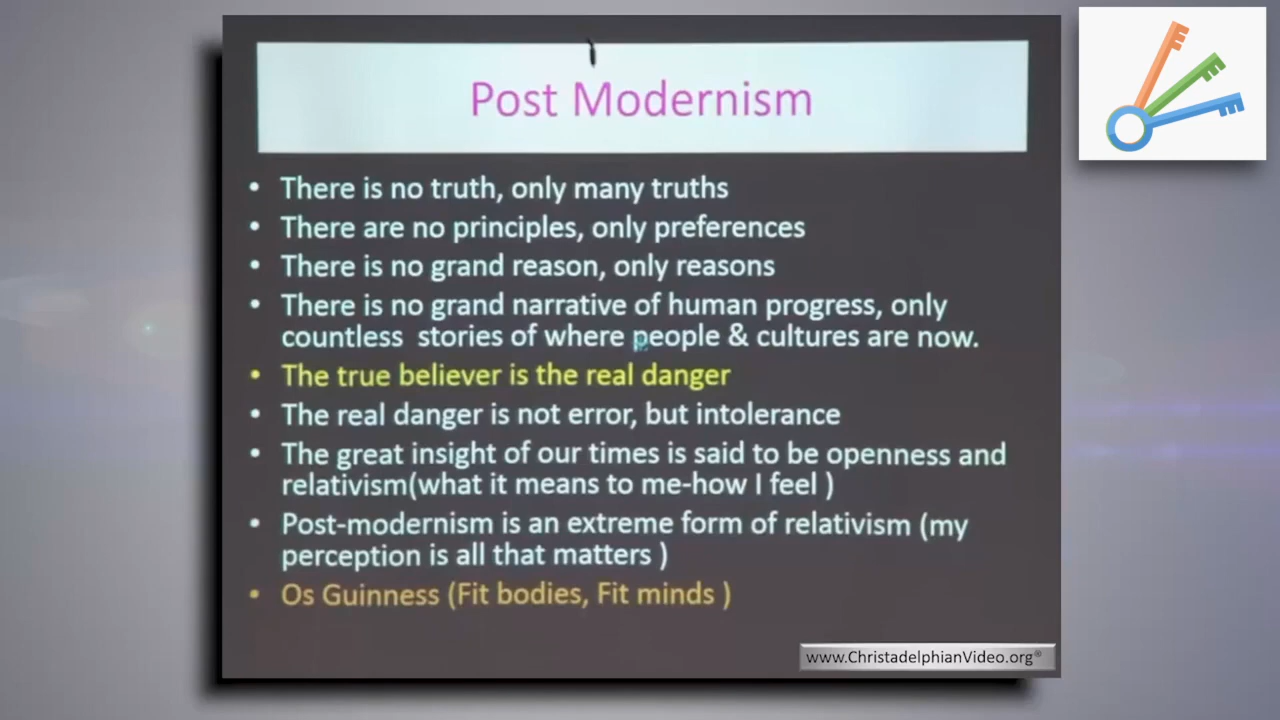 Post Modernism
• There is no truth, only many truths
• There are no principles, only preferences
• There is no grand reason, only reasons
• There is no grand narrative of human progress, only
countless stories of where people & cultures are now.
• The true believer is the real danger
• The real danger is not error, but intolerance
• The great insight of our times is said to be openness and
relativism(what it means to me-how I feel )
• Post-modernism is an extreme form of relativism (my
perception is all that matters )
• Os Guinness (Fit bodies, Fit minds )
www.ChristadelphianVideo.org®